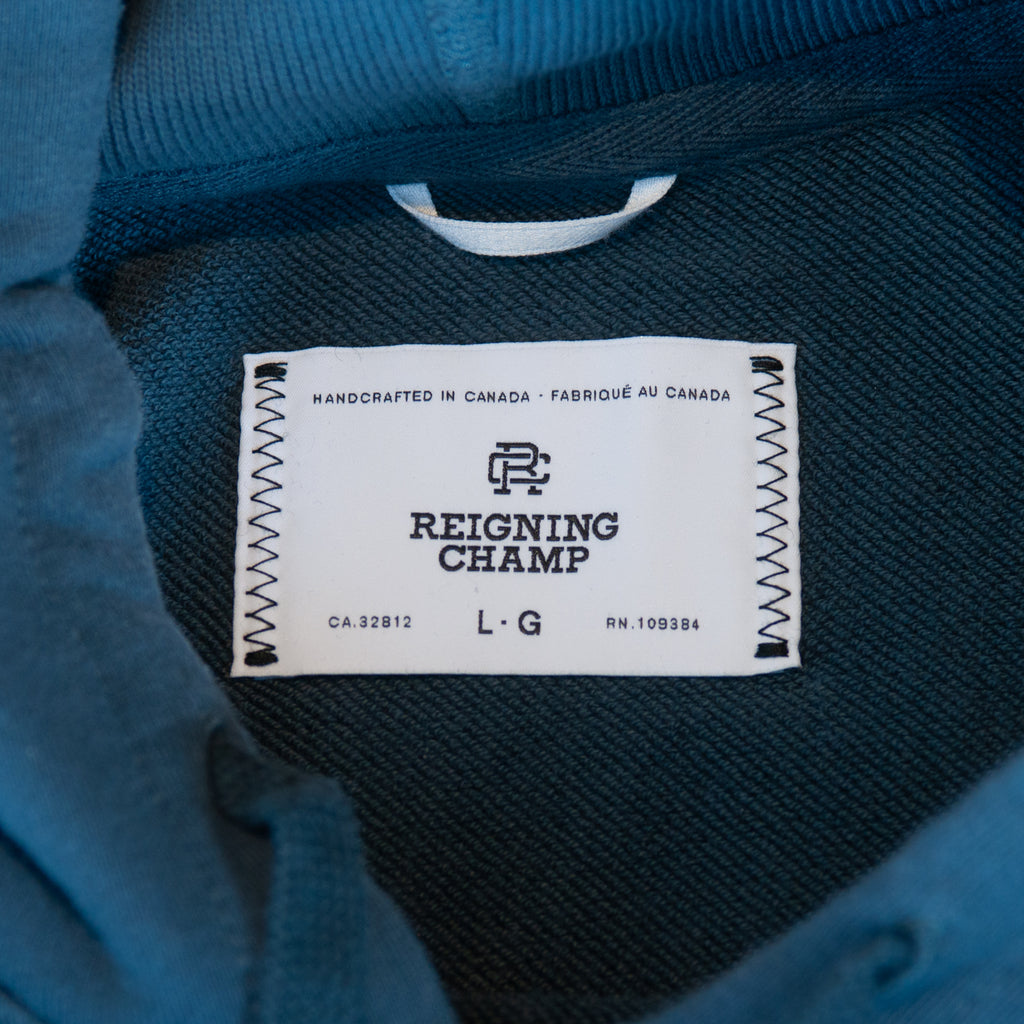 HANDCRAFTED IN CANADA · FABRIQUÉ AU CANADA
RC
REIGNING
CHAMP
CA.32812 L · G RN.109384